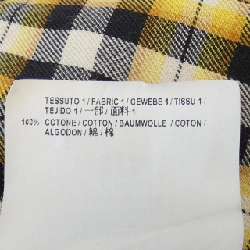 TESSUTO 1 / FABRIC 1 / GEWEBE 1 / TISSU 1 /
TEJIDO 1 / 一部 / 面料 1
100% COTONE / COTTON / BAUMWOLLE / COTON /
ALGODON / 綿 / 棉